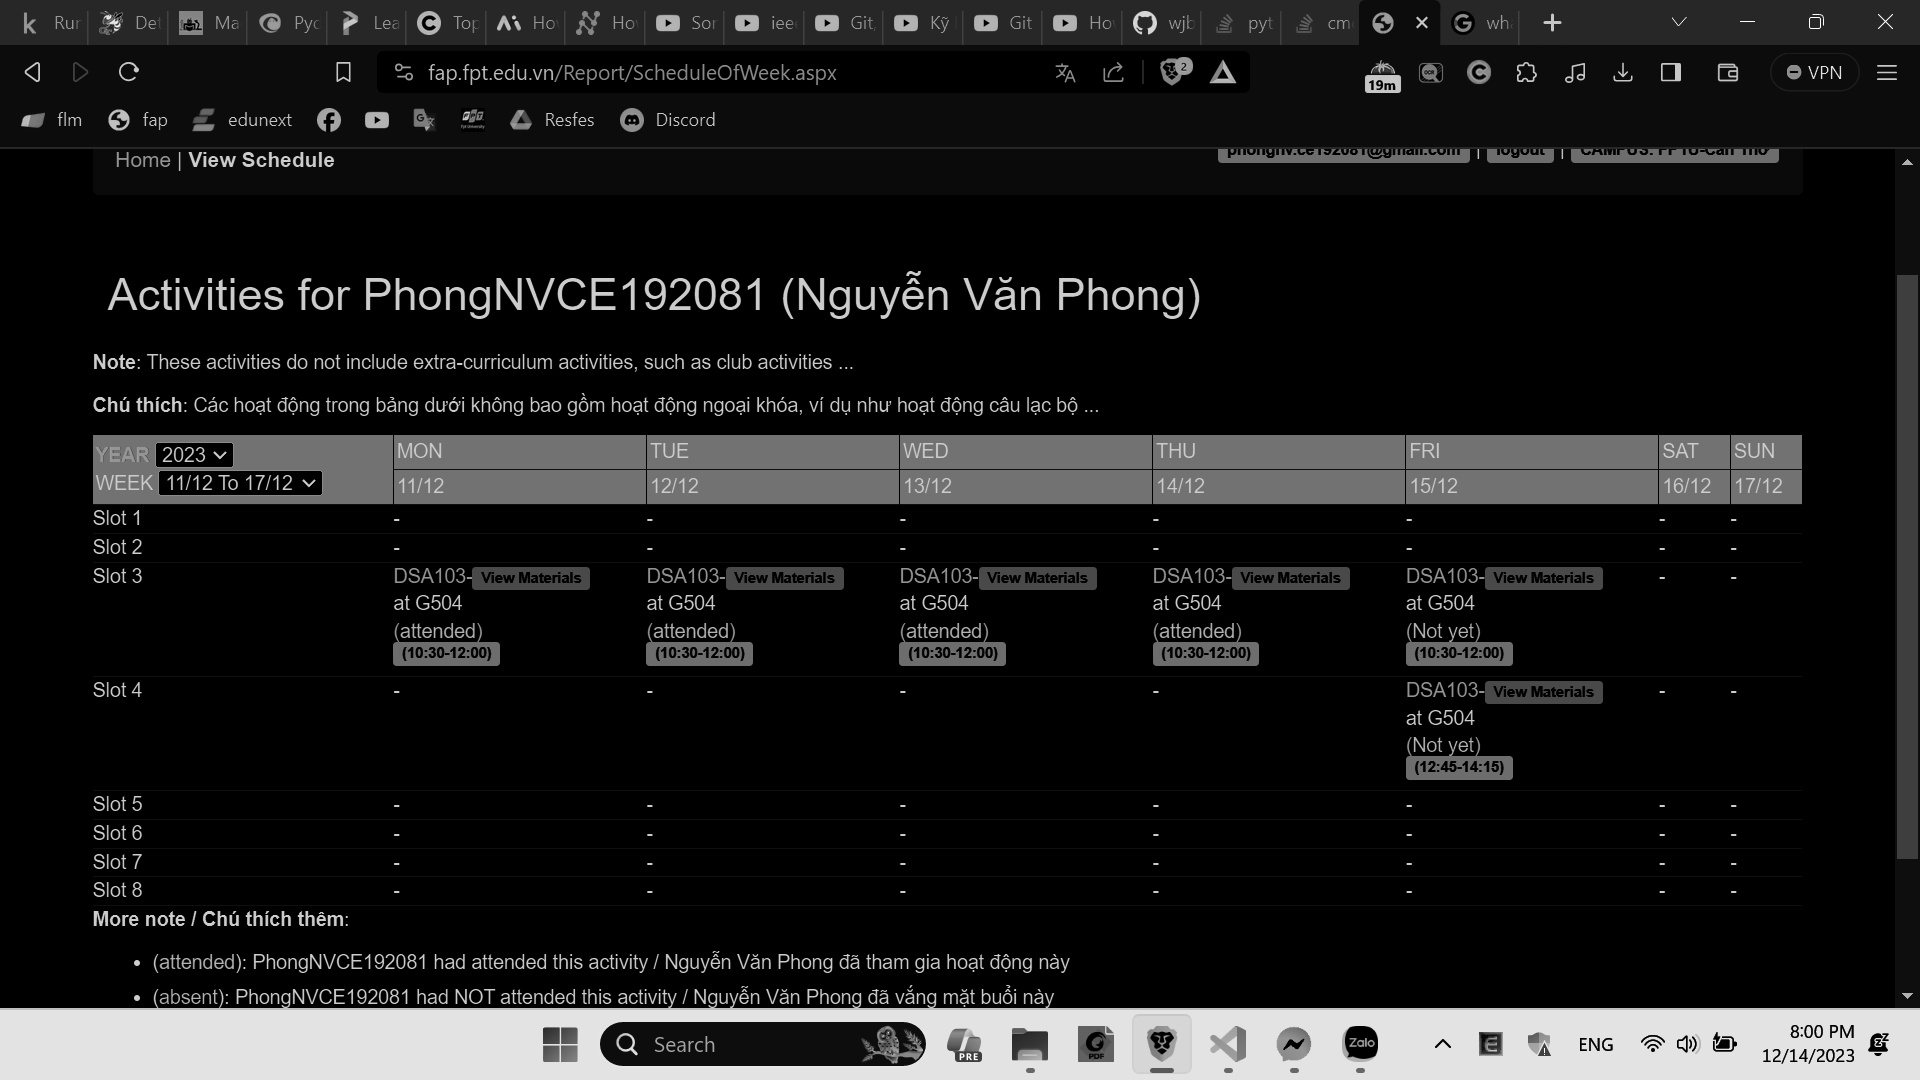 Rur
Det
Ma
Pyc
Lea
Top
Ho
Ho
Sor
iee
Git
Kỹ
Git
Ho
wjb
pyt
cm
wh
fap.fpt.edu.vn/Report/ScheduleOfWeek.aspx
2
19m
VPN
flm
fap
edunext
Resfes
Discord
Home | View Schedule
phongnv.ce192081@gmail.com | logout | CAMPUS: FPTU-Cần Thơ
Activities for PhongNVCE192081 (Nguyễn Văn Phong)
Note: These activities do not include extra-curriculum activities, such as club activities ...
Chú thích: Các hoạt động trong bảng dưới không bao gồm hoạt động ngoại khóa, ví dụ như hoạt động câu lạc bộ ...
YEAR 2023 MON TUE WED THU FRI SAT SUN
WEEK 11/12 To 17/12 11/12 12/12 13/12 14/12 15/12 16/12 17/12
Slot 1 - - - - - - -
Slot 2 - - - - - - -
Slot 3 DSA103- View Materials DSA103- View Materials DSA103- View Materials DSA103- View Materials DSA103- View Materials - -
at G504 at G504 at G504 at G504 at G504
(attended) (attended) (attended) (attended) (Not yet)
(10:30-12:00) (10:30-12:00) (10:30-12:00) (10:30-12:00) (10:30-12:00)
Slot 4 - - - - DSA103- View Materials - -
at G504
(Not yet)
(12:45-14:15)
Slot 5 - - - - - - -
Slot 6 - - - - - - -
Slot 7 - - - - - - -
Slot 8 - - - - - - -
More note / Chú thích thêm:
• (attended): PhongNVCE192081 had attended this activity / Nguyễn Văn Phong đã tham gia hoạt động này
• (absent): PhongNVCE192081 had NOT attended this activity / Nguyễn Văn Phong đã vắng mặt buổi này
Search
PRE
PDF
Zalo
ENG
8:00 PM
12/14/2023